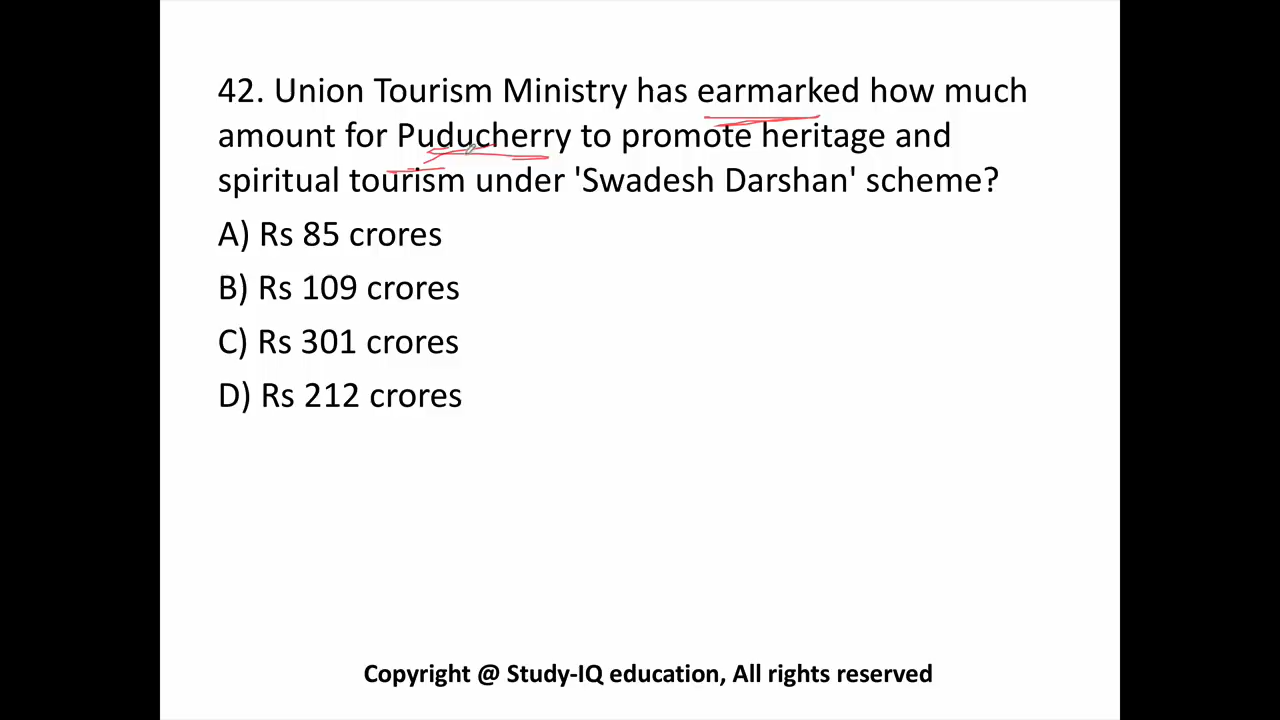 42. Union Tourism Ministry has earmarked how much
amount for Puducherry to promote heritage and
spiritual tourism under 'Swadesh Darshan' scheme?
A) Rs 85 crores
B) Rs 109 crores
C) Rs 301 crores
D) Rs 212 crores
Copyright @ Study-IQ education, All rights reserved